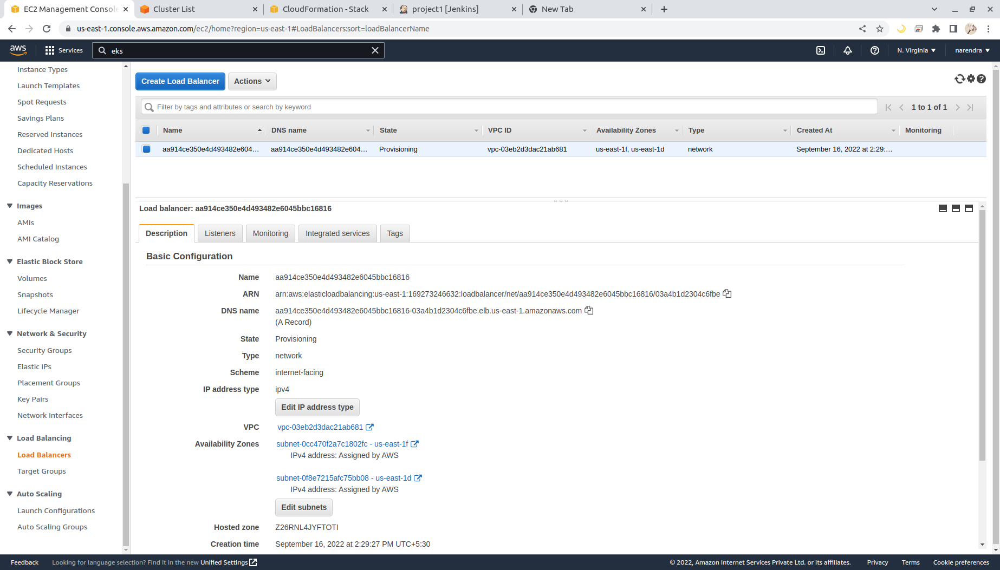 EC2 Management Console
Cluster List
CloudFormation - Stack
project1 [Jenkins]
New Tab
us-east-1.console.aws.amazon.com/ec2/home?region=us-east-1#LoadBalancers:sort=loadBalancerName
aws
Services
eks
N. Virginia
narendra
Instance Types
Launch Templates
Spot Requests
Savings Plans
Reserved Instances
Dedicated Hosts
Scheduled Instances
Capacity Reservations
Images
AMIs
AMI Catalog
Elastic Block Store
Volumes
Snapshots
Lifecycle Manager
Network & Security
Security Groups
Elastic IPs
Placement Groups
Key Pairs
Network Interfaces
Load Balancing
Load Balancers
Target Groups
Auto Scaling
Launch Configurations
Auto Scaling Groups
Create Load Balancer
Actions
Filter by tags and attributes or search by keyword
1 to 1 of 1
Name DNS name State VPC ID Availability Zones Type Created At Monitoring
aa914ce350e4d493482e604... aa914ce350e4d493482e604... Provisioning vpc-03eb2d3dac21ab681 us-east-1f, us-east-1d network September 16, 2022 at 2:29:...
Load balancer: aa914ce350e4d493482e6045bbc16816
Description Listeners Monitoring Integrated services Tags
Basic Configuration
Name aa914ce350e4d493482e6045bbc16816
ARN arn:aws:elasticloadbalancing:us-east-1:169273246632:loadbalancer/net/aa914ce350e4d493482e6045bbc16816/03a4b1d2304c6fbe
DNS name aa914ce350e4d493482e6045bbc16816-03a4b1d2304c6fbe.elb.us-east-1.amazonaws.com
(A Record)
State Provisioning
Type network
Scheme internet-facing
IP address type ipv4
Edit IP address type
VPC vpc-03eb2d3dac21ab681
Availability Zones subnet-0cc470f2a7c1802fc - us-east-1f
IPv4 address: Assigned by AWS
subnet-0f8e7215afc75bb08 - us-east-1d
IPv4 address: Assigned by AWS
Edit subnets
Hosted zone Z26RNL4JYFTOTI
Creation time September 16, 2022 at 2:29:27 PM UTC+5:30
Feedback
Looking for language selection? Find it in the new Unified Settings
© 2022, Amazon Internet Services Private Ltd. or its affiliates.
Privacy
Terms
Cookie preferences